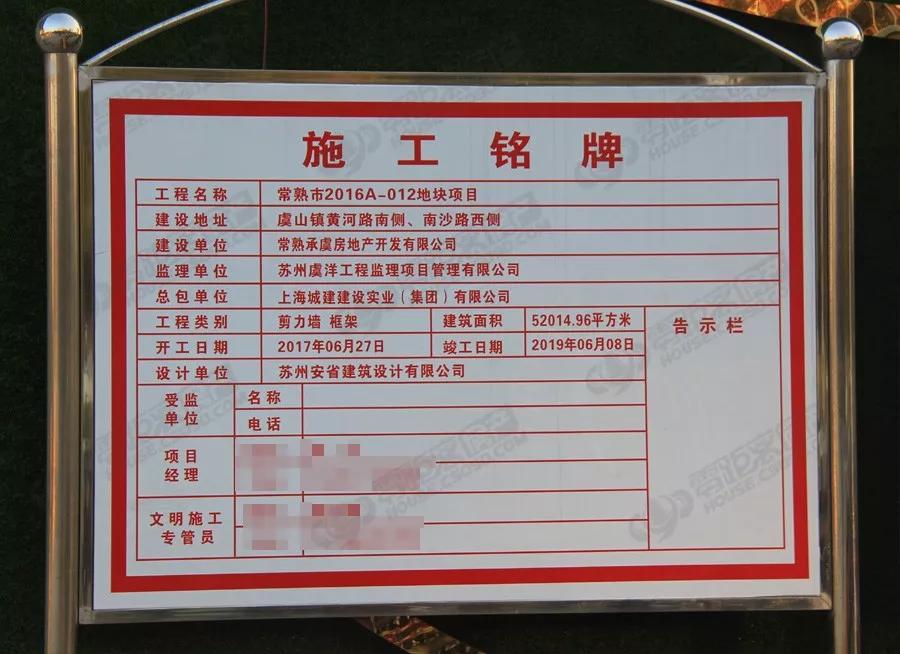 施工铭牌
工程名称 常熟市2016A-012地块项目
建设地址 虞山镇黄河路南侧、南沙路西侧
建设单位 常熟承虞房地产开发有限公司
监理单位 苏州虞洋工程监理项目管理有限公司
总包单位 上海城建建设实业(集团)有限公司
工程类别 剪力墙 框架 建筑面积 52014.96平方米 告示栏
开工日期 2017年06月27日 竣工日期 2019年06月08日
设计单位 苏州安省建筑设计有限公司
受监单位 名称
电话
项目
经理
文明施工
专管员